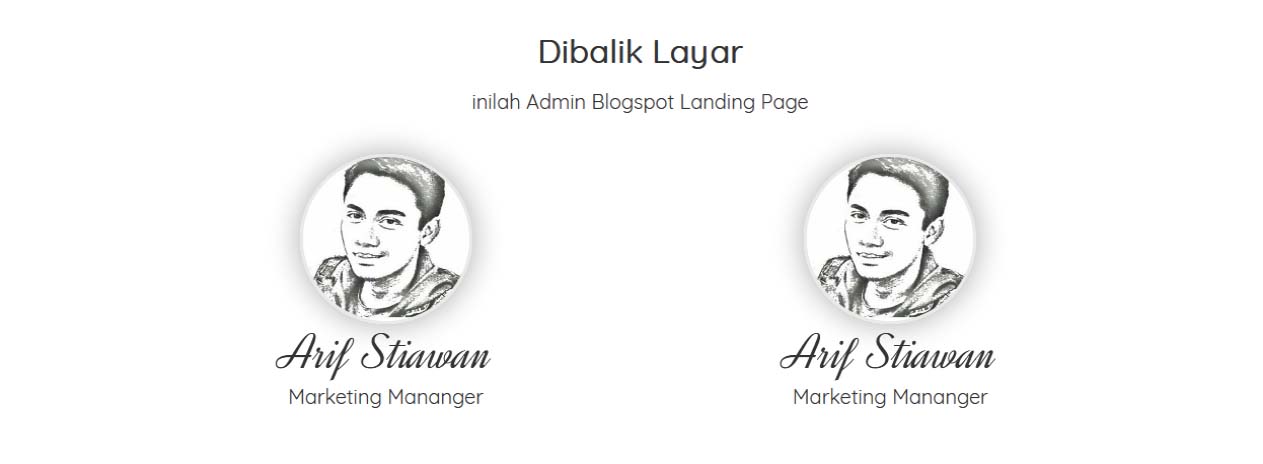 Dibalik Layar
inilah Admin Blogspot Landing Page
Arif Stiawan
Marketing Mananger
Arif Stiawan
Marketing Mananger